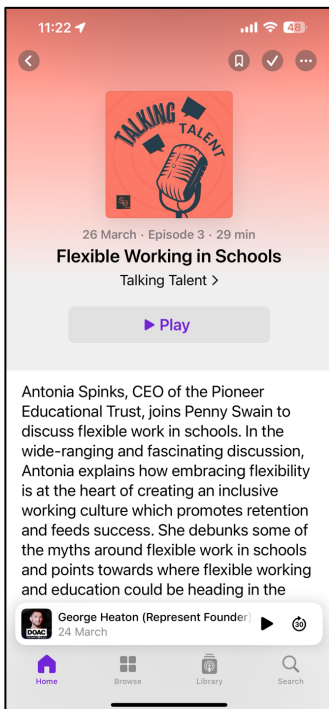 11:22
48
TALKING
TALENT
26 March · Episode 3 · 29 min
Flexible Working in Schools
Talking Talent >
Play
Antonia Spinks, CEO of the Pioneer
Educational Trust, joins Penny Swain to
discuss flexible work in schools. In the
wide-ranging and fascinating discussion,
Antonia explains how embracing flexibility
is at the heart of creating an inclusive
working culture which promotes retention
and feeds success. She debunks some of
the myths around flexible work in schools
and points towards where flexible working
and education could be heading in the
DOAC
George Heaton (Represent Founder)
24 March
30
Home
Browse
Library
Search